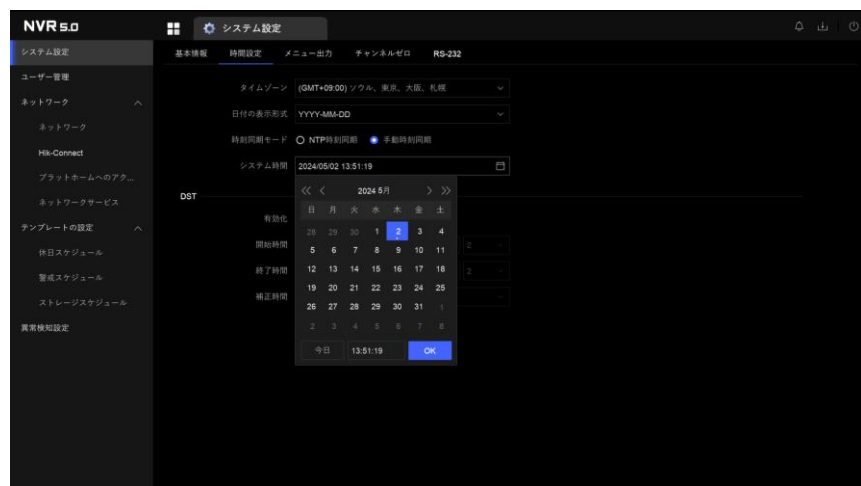 NVR 5.0
システム設定
システム設定
基本情報 時間設定 メニュー出力 チャンネルゼロ RS-232
ユーザー管理
ネットワーク
ネットワーク
Hik-Connect
プラットホームへのアク...
ネットワークサービス
テンプレートの設定
休日スケジュール
警戒スケジュール
ストレージスケジュール
異常検知設定
タイムゾーン (GMT+09:00) ソウル、東京、大阪、札幌
日付の表示形式 YYYY-MM-DD
時刻同期モード NTP時刻同期 手動時刻同期
システム時間 2024/05/02 13:51:19
DST
有効化
開始時間 2
終了時間 2
補正時間
2024 5月
日 月 火 水 木 金 土
28 29 30 1 2 3 4
5 6 7 8 9 10 11
12 13 14 15 16 17 18
19 20 21 22 23 24 25
26 27 28 29 30 31 1
2 3 4 5 6 7 8
今日 13:51:19 OK